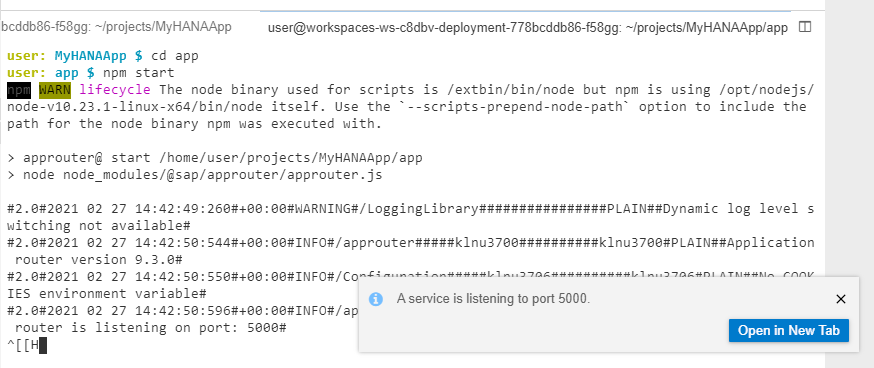 bcddb86-f58gg: ~/projects/MyHANAApp
user@workspaces-ws-c8dbv-deployment-778bcddb86-f58gg: ~/projects/MyHANAApp/app
user: MyHANAApp $ cd app
user: app $ npm start
npm WARN lifecycle The node binary used for scripts is /extbin/bin/node but npm is using /opt/nodejs/
node-v10.23.1-linux-x64/bin/node itself. Use the `--scripts-prepend-node-path` option to include the
path for the node binary npm was executed with.
> approuter@ start /home/user/projects/MyHANAApp/app
> node node_modules/@sap/approuter/approuter.js
#2.0#2021 02 27 14:42:49:260#+00:00#WARNING#/LoggingLibrary################PLAIN##Dynamic log level s
witching not available#
#2.0#2021 02 27 14:42:50:544#+00:00#INFO#/approuter#####klnu3700##########klnu3700#PLAIN##Application
router version 9.3.0#
#2.0#2021 02 27 14:42:50:550#+00:00#INFO#/Configuration#####klnu3706##########klnu3706#PLAIN##No COOK
IES environment variable#
#2.0#2021 02 27 14:42:50:596#+00:00#INFO#/ap
router is listening on port: 5000#
^[[H
A service is listening to port 5000.
Open in New Tab